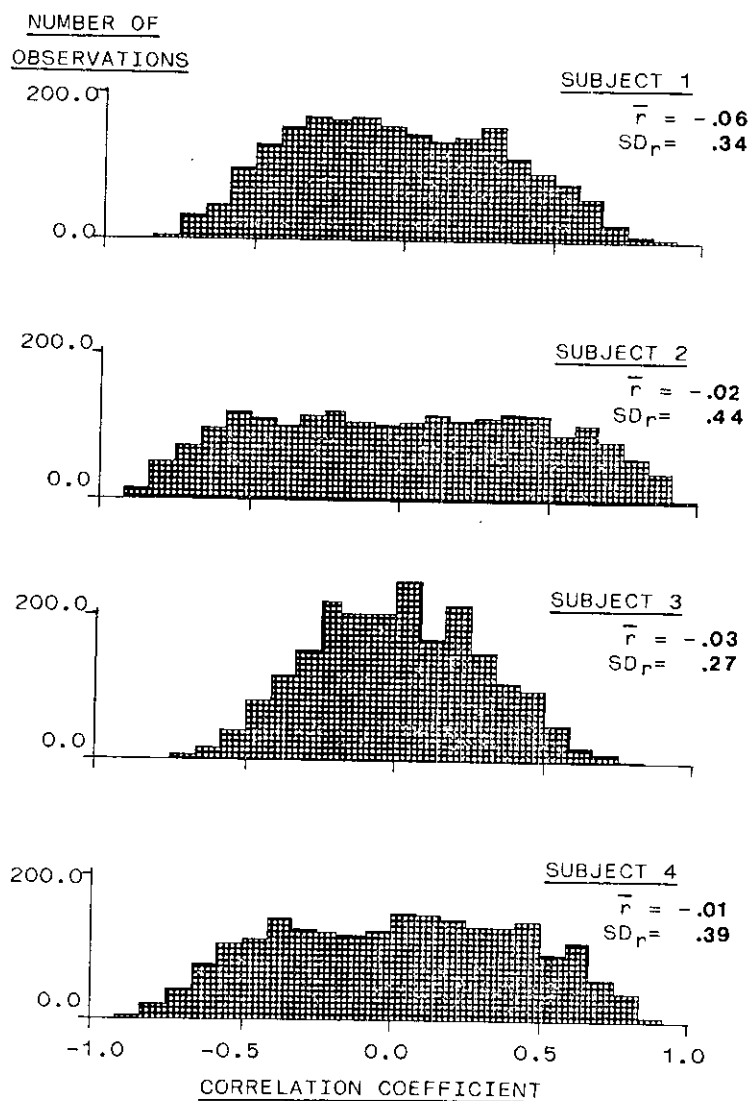 NUMBER OF
OBSERVATIONS
SUBJECT 1
200.0
r̅ = -.06
SDr= .34
0.0
SUBJECT 2
200.0
r̅ = -.02
SDr= .44
0.0
SUBJECT 3
200.0
r̅ = -.03
SDr= .27
0.0
SUBJECT 4
200.0
r̅ = -.01
SDr= .39
0.0
-1.0 -0.5 0.0 0.5 1.0
CORRELATION COEFFICIENT